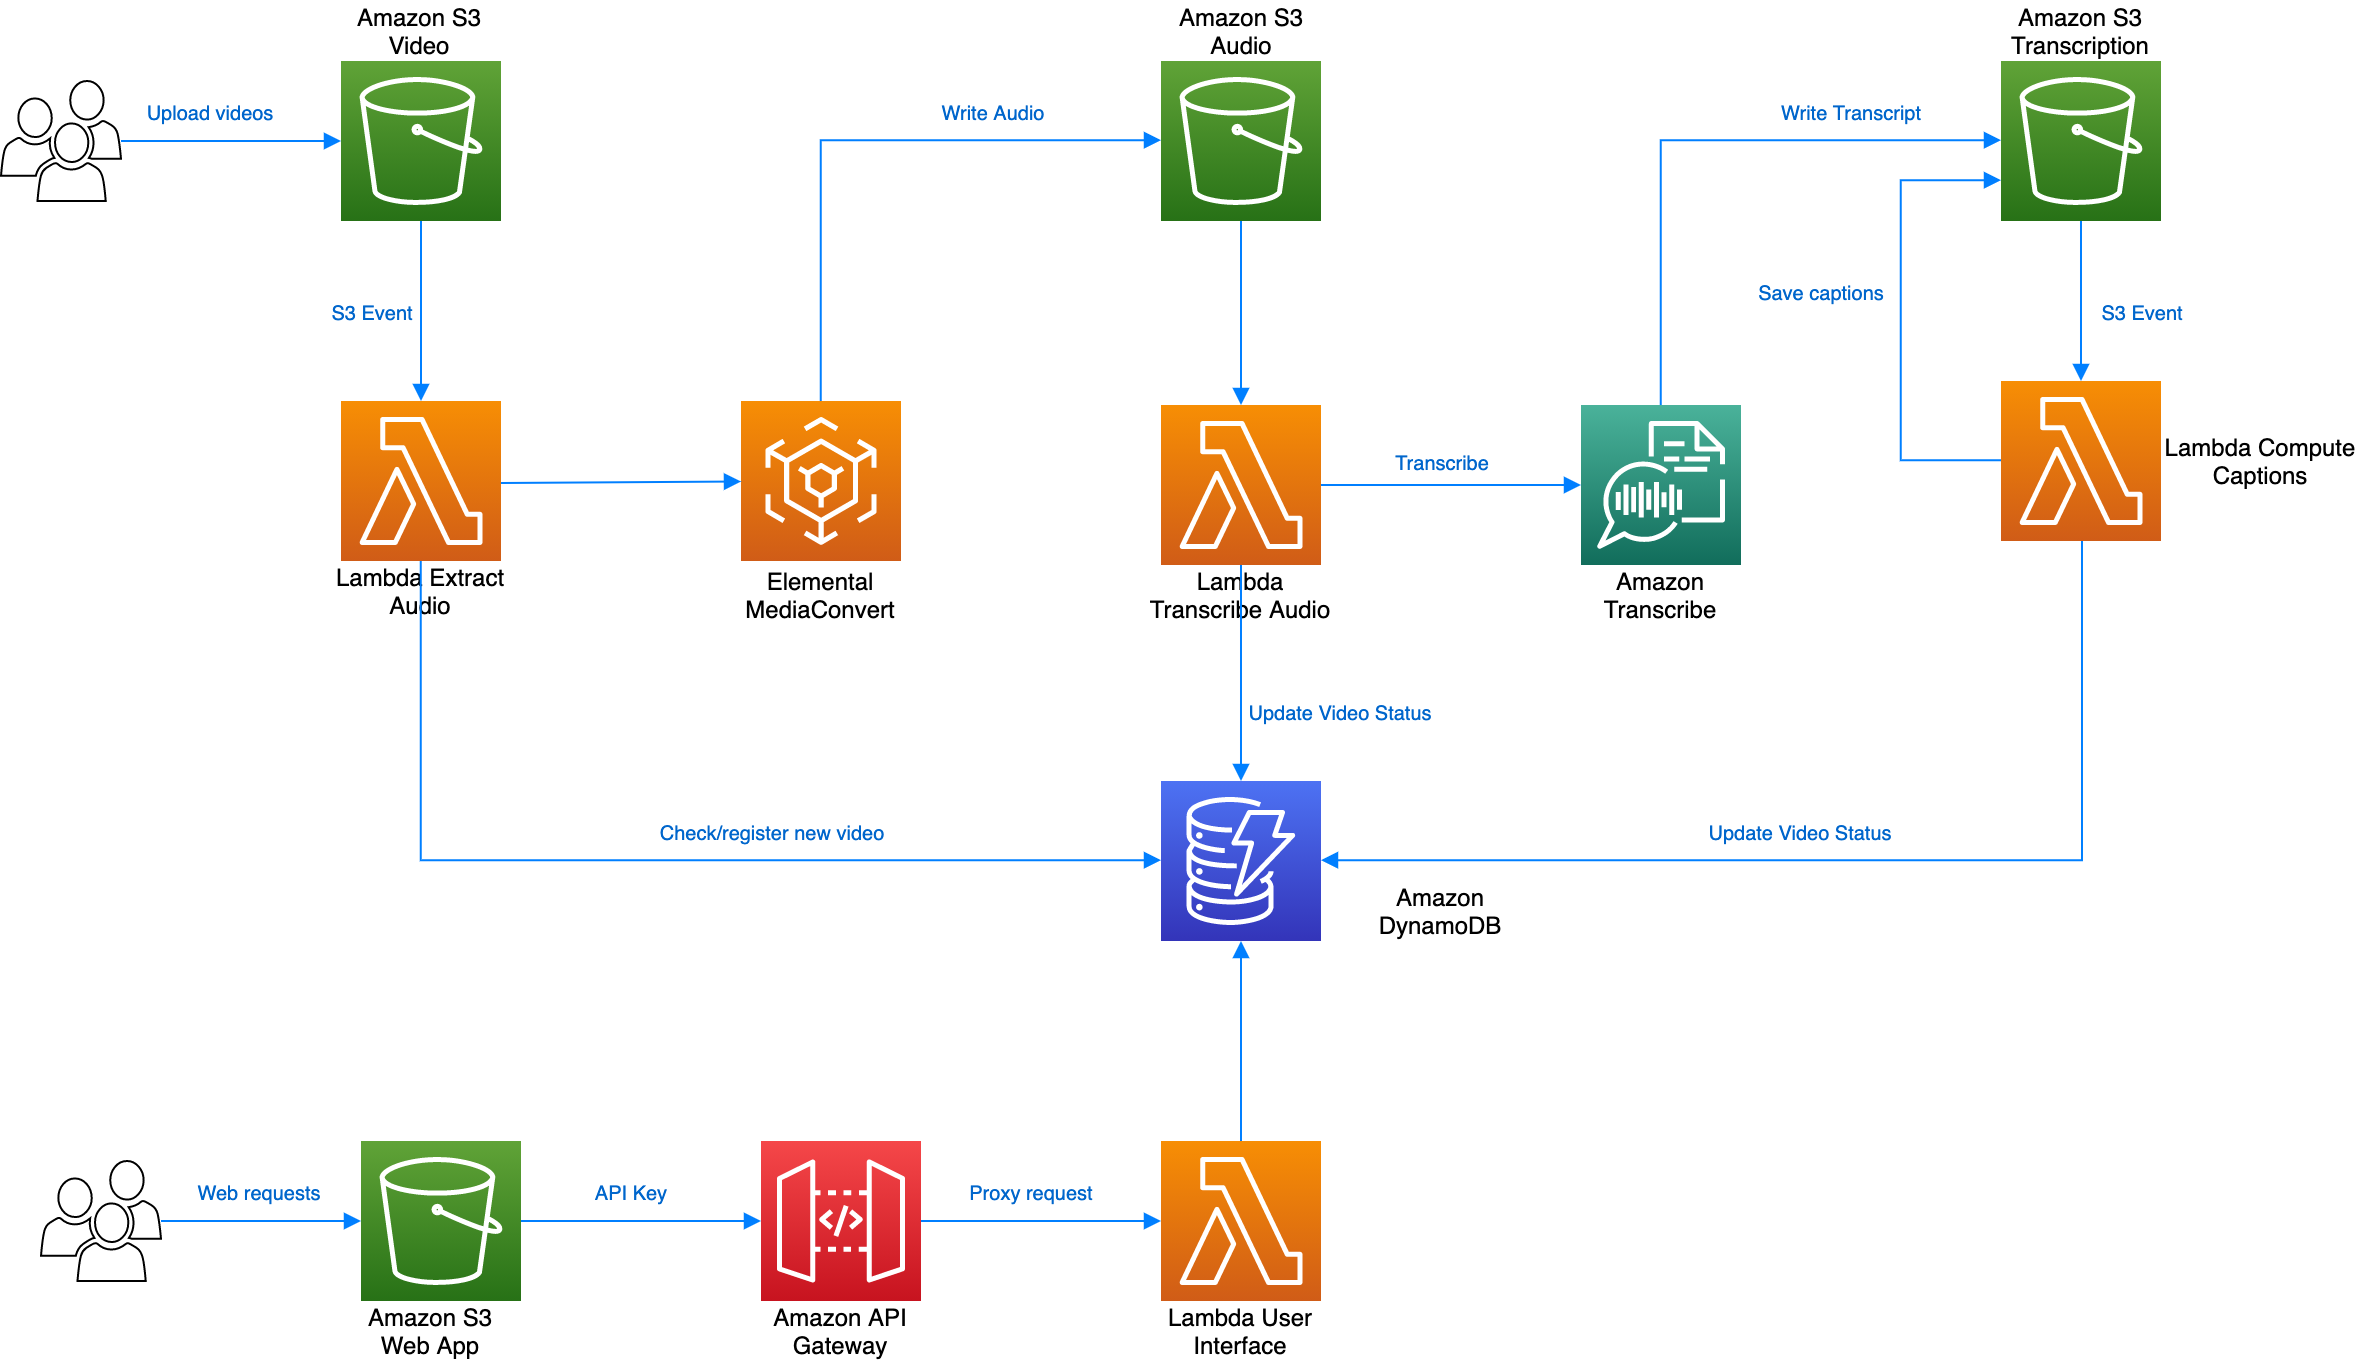 Amazon S3
Video
Amazon S3
Audio
Amazon S3
Transcription
Upload videos
Write Audio
Write Transcript
Save captions
S3 Event
S3 Event
Lambda Compute
Captions
Transcribe
Lambda Extract
Audio
Elemental
MediaConvert
Lambda
Transcribe Audio
Amazon
Transcribe
Update Video Status
Check/register new video
Update Video Status
Amazon
DynamoDB
Web requests
API Key
Proxy request
Amazon S3
Web App
Amazon API
Gateway
Lambda User
Interface